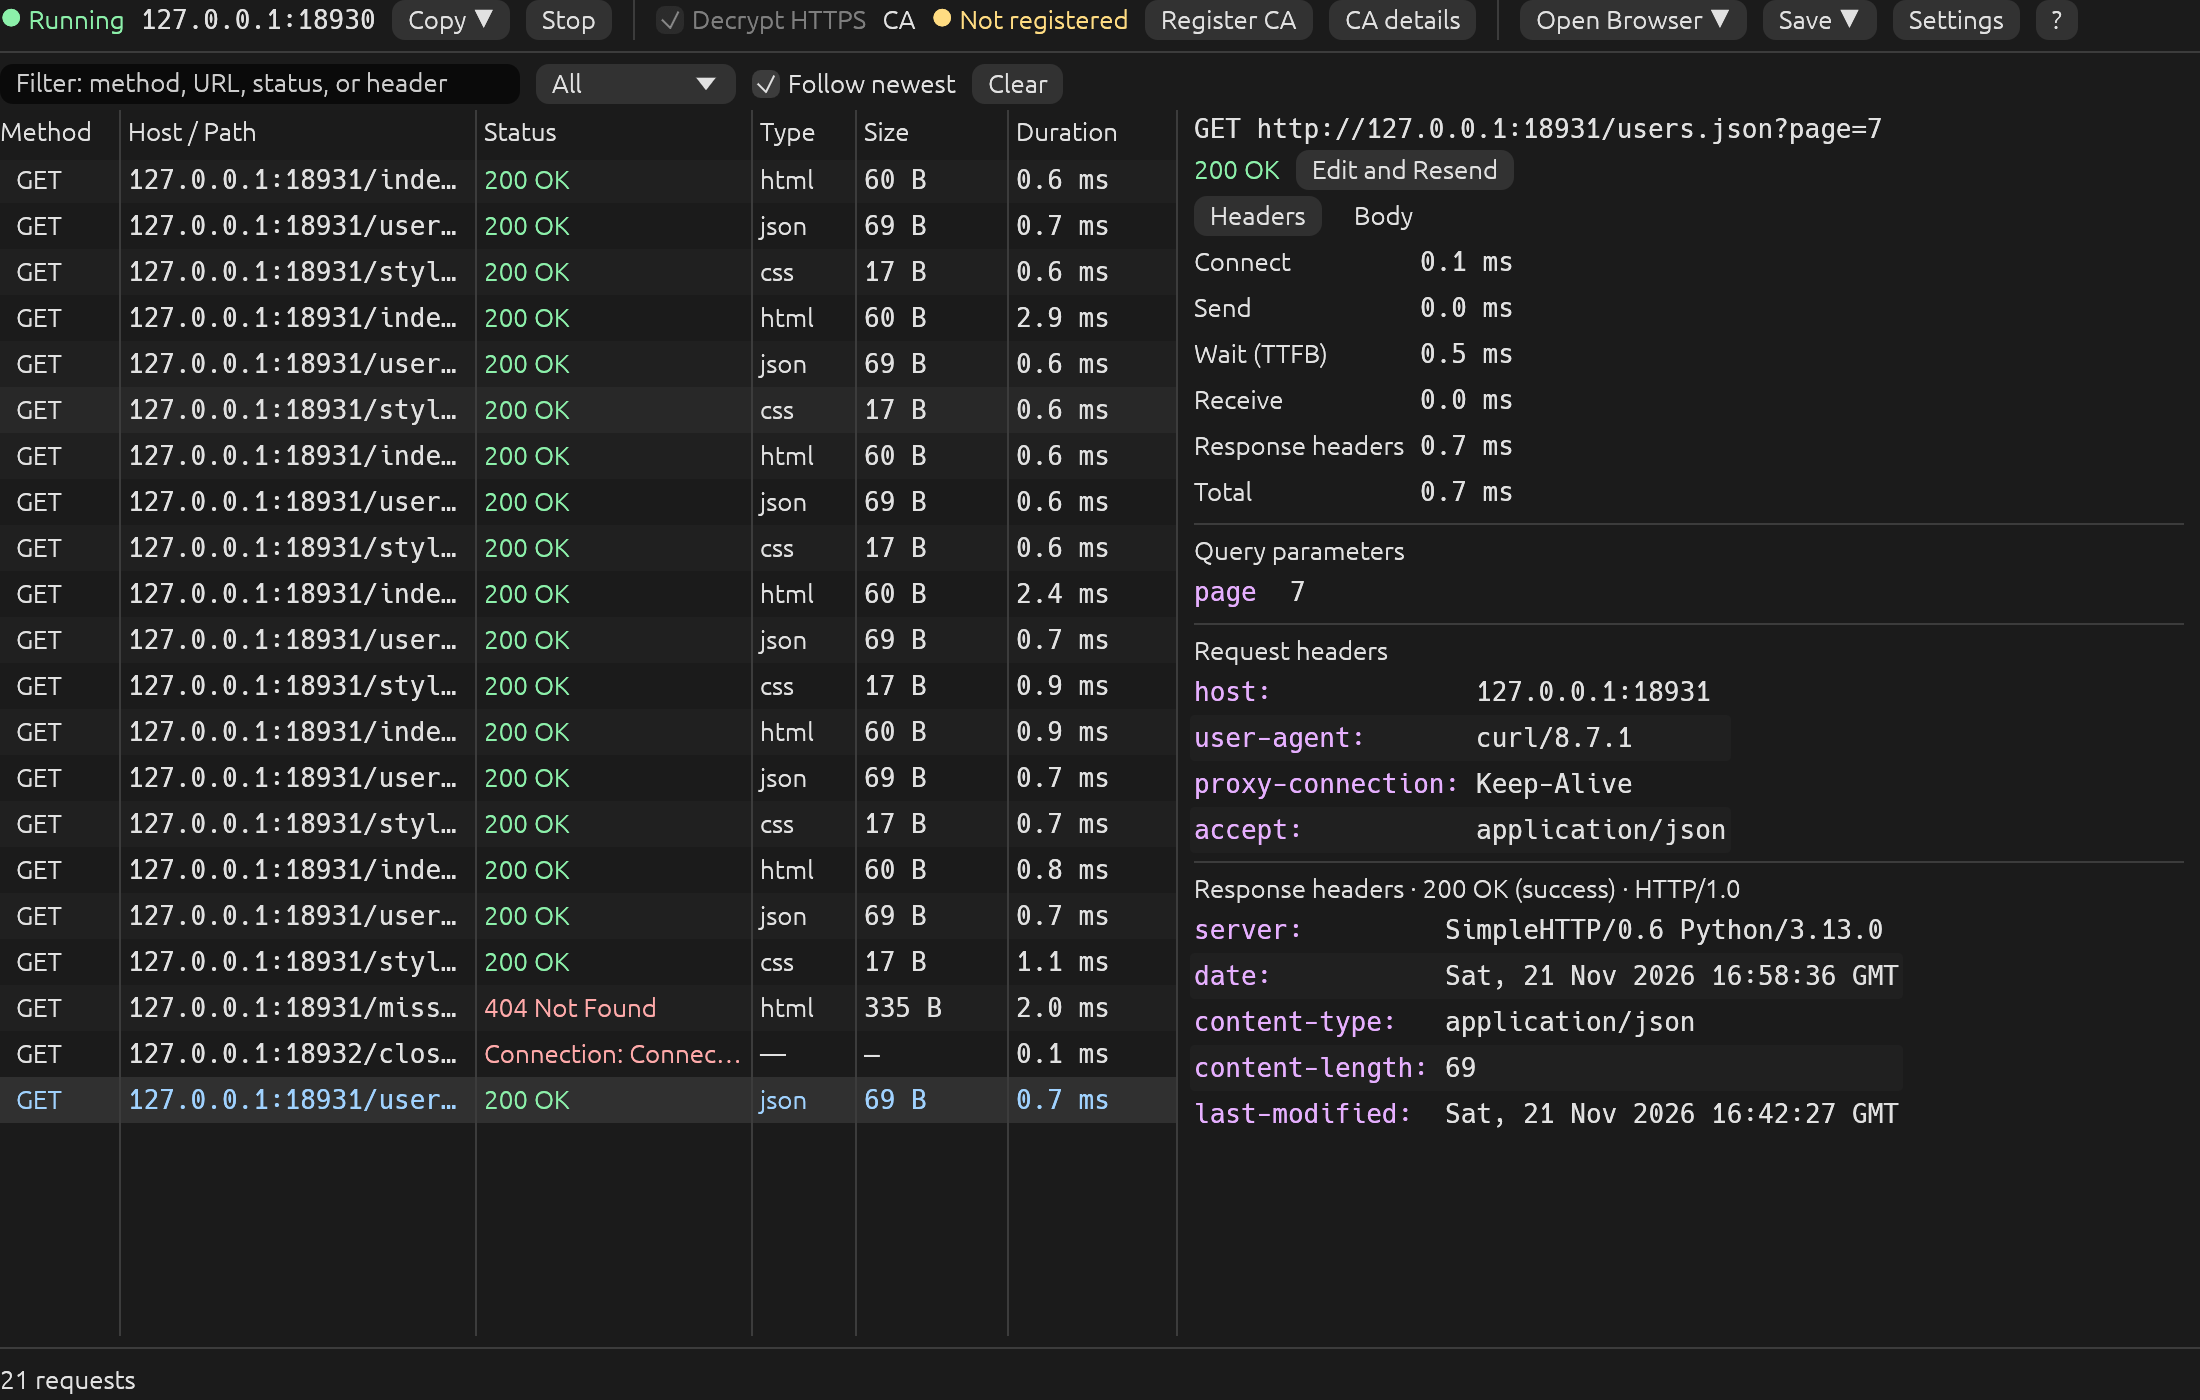 Running 127.0.0.1:18930 Copy ▼ Stop Decrypt HTTPS CA Not registered Register CA CA details Open Browser ▼ Save ▼ Settings ?
Filter: method, URL, status, or header All Follow newest Clear
Method Host / Path Status Type Size Duration
GET 127.0.0.1:18931/inde… 200 OK html 60 B 0.6 ms
GET 127.0.0.1:18931/user… 200 OK json 69 B 0.7 ms
GET 127.0.0.1:18931/styl… 200 OK css 17 B 0.6 ms
GET 127.0.0.1:18931/inde… 200 OK html 60 B 2.9 ms
GET 127.0.0.1:18931/user… 200 OK json 69 B 0.6 ms
GET 127.0.0.1:18931/styl… 200 OK css 17 B 0.6 ms
GET 127.0.0.1:18931/inde… 200 OK html 60 B 0.6 ms
GET 127.0.0.1:18931/user… 200 OK json 69 B 0.6 ms
GET 127.0.0.1:18931/styl… 200 OK css 17 B 0.6 ms
GET 127.0.0.1:18931/inde… 200 OK html 60 B 2.4 ms
GET 127.0.0.1:18931/user… 200 OK json 69 B 0.7 ms
GET 127.0.0.1:18931/styl… 200 OK css 17 B 0.9 ms
GET 127.0.0.1:18931/inde… 200 OK html 60 B 0.9 ms
GET 127.0.0.1:18931/user… 200 OK json 69 B 0.7 ms
GET 127.0.0.1:18931/styl… 200 OK css 17 B 0.7 ms
GET 127.0.0.1:18931/inde… 200 OK html 60 B 0.8 ms
GET 127.0.0.1:18931/user… 200 OK json 69 B 0.7 ms
GET 127.0.0.1:18931/styl… 200 OK css 17 B 1.1 ms
GET 127.0.0.1:18931/miss… 404 Not Found html 335 B 2.0 ms
GET 127.0.0.1:18932/clos… Connection: Connec… — — 0.1 ms
GET 127.0.0.1:18931/user… 200 OK json 69 B 0.7 ms
GET http://127.0.0.1:18931/users.json?page=7
200 OK Edit and Resend
Headers Body
Connect 0.1 ms
Send 0.0 ms
Wait (TTFB) 0.5 ms
Receive 0.0 ms
Response headers 0.7 ms
Total 0.7 ms
Query parameters
page 7
Request headers
host: 127.0.0.1:18931
user-agent: curl/8.7.1
proxy-connection: Keep-Alive
accept: application/json
Response headers · 200 OK (success) · HTTP/1.0
server: SimpleHTTP/0.6 Python/3.13.0
date: Sat, 21 Nov 2026 16:58:36 GMT
content-type: application/json
content-length: 69
last-modified: Sat, 21 Nov 2026 16:42:27 GMT
21 requests